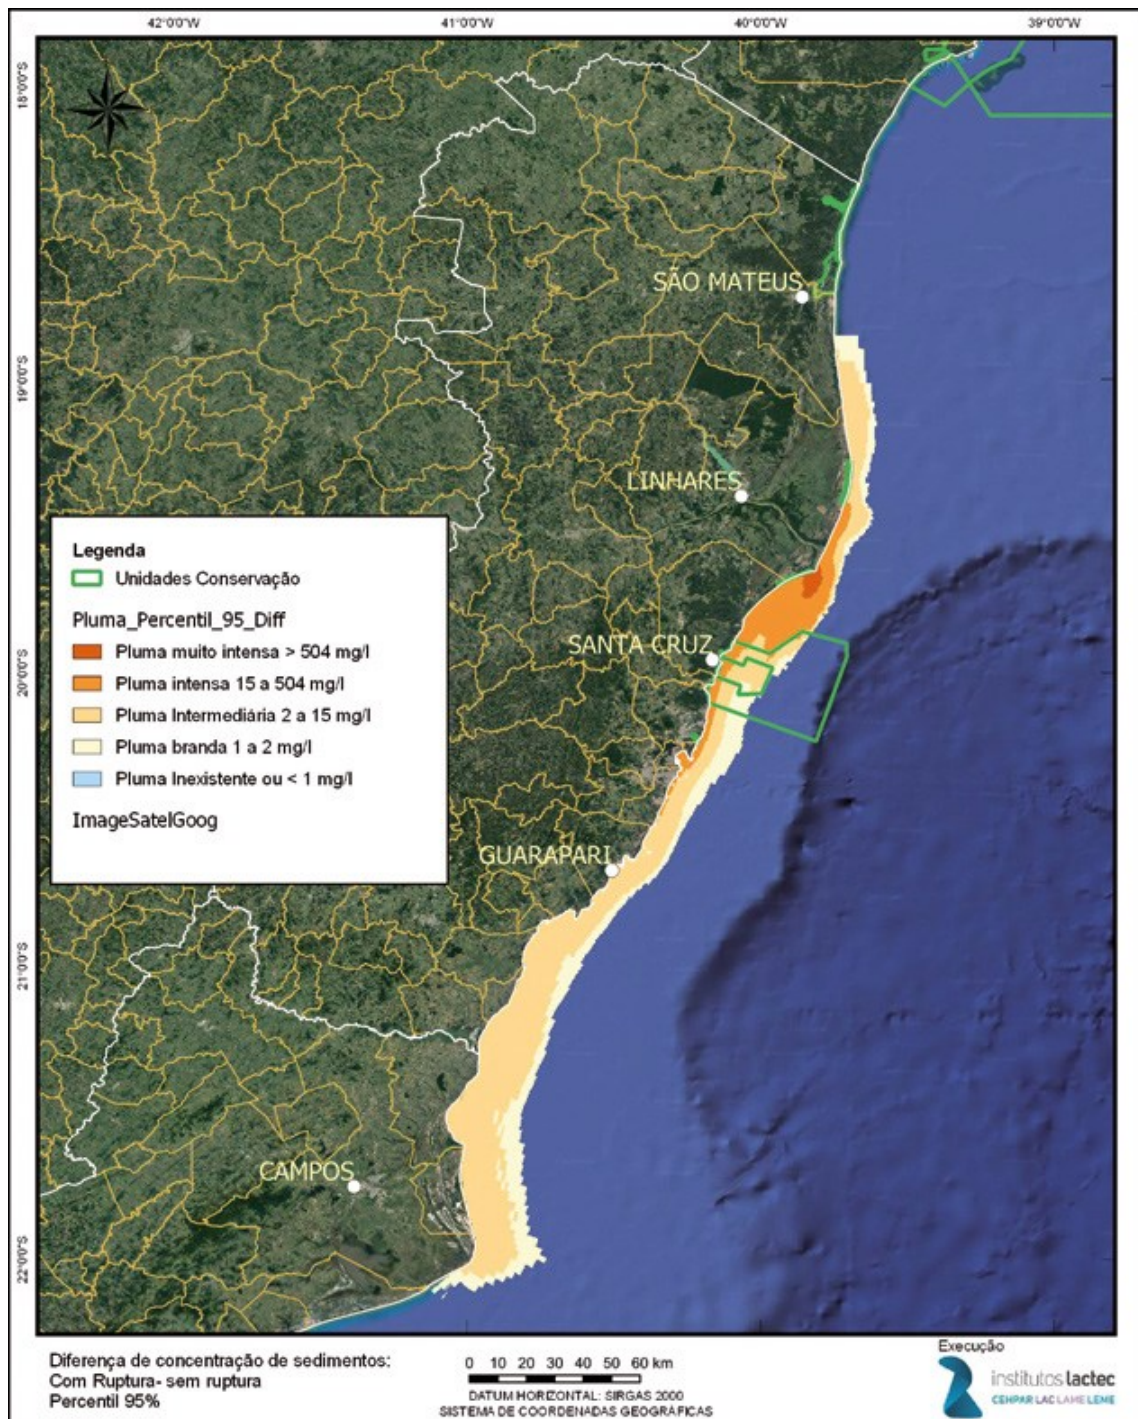 42°0'0"W 41°0'0"W 40°0'0"W 39°0'0"W
18°0'0"S
SÃO MATEUS
19°0'0"S
LINHARES
Legenda
Unidades Conservação
Pluma_Percentil_95_Diff
Pluma muito intensa > 504 mg/l
Pluma intensa 15 a 504 mg/l
Pluma Intermediária 2 a 15 mg/l
Pluma branda 1 a 2 mg/l
Pluma Inexistente ou < 1 mg/l
ImageSatelGoog
SANTA CRUZ
20°0'0"S
GUARAPARI
21°0'0"S
CAMPOS
22°0'0"S
Diferença de concentração de sedimentos:
Com Ruptura- sem ruptura
Percentil 95%
0 10 20 30 40 50 60 km
DATUM HORIZONTAL: SIRGAS 2000
SISTEMA DE COORDENADAS GEOGRÁFICAS
Execução
institutos lactec
CEHPAR LAC LAME LEME